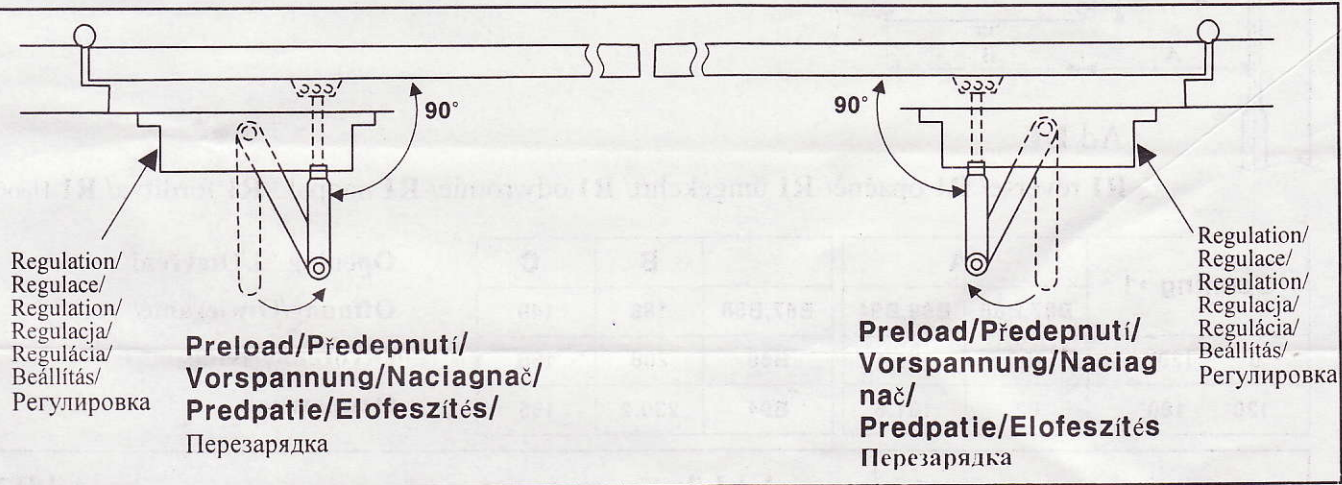 90°
90°
Regulation/
Regulace/
Regulation/
Regulacja/
Regulácia/
Beállítás/
Регулировка
Preload/Předepnutí/
Vorspannung/Naciagnač/
Predpatie/Elofeszítés/
Перезарядка
Preload/Předepnutí/
Vorspannung/Naciag
nač/
Predpatie/Elofeszítés
Перезарядка
Regulation/
Regulace/
Regulation/
Regulacja/
Regulácia/
Beállítás/
Регулировка